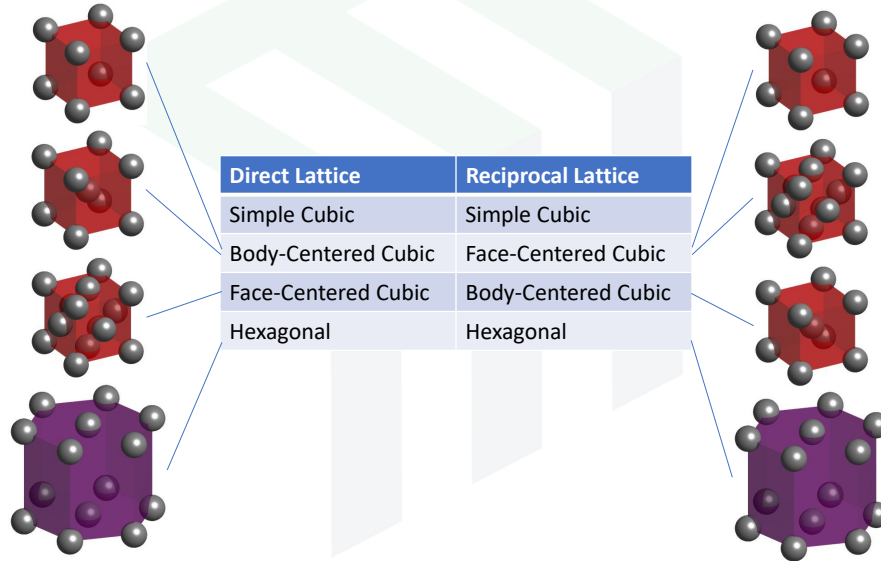 Direct Lattice Reciprocal Lattice
Simple Cubic Simple Cubic
Body-Centered Cubic Face-Centered Cubic
Face-Centered Cubic Body-Centered Cubic
Hexagonal Hexagonal